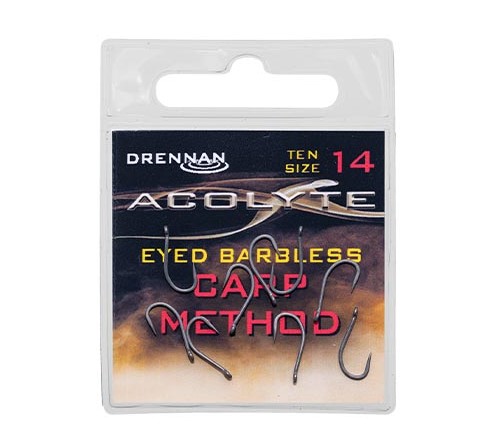 DRENNAN
TEN
SIZE 14
ACOLYTE
EYED BARBLESS
CARP
METHOD